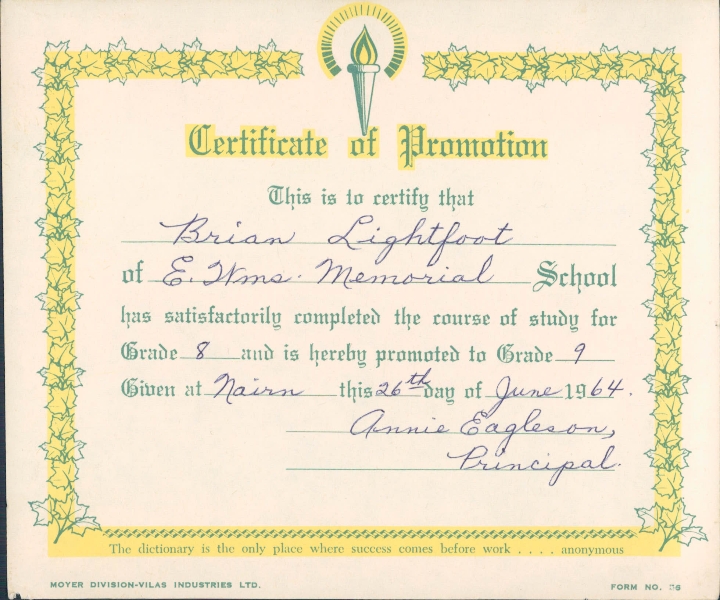 Certificate of Promotion
This is to certify that
Brian Lightfoot
of E. Wms. Memorial School
has satisfactorily completed the course of study for
Grade 8 and is hereby promoted to Grade 9
Given at Nairn this 26th day of June 1964.
Annie Eagleson,
Principal.
The dictionary is the only place where success comes before work . . . . anonymous
MOYER DIVISION-VILAS INDUSTRIES LTD.
FORM NO.